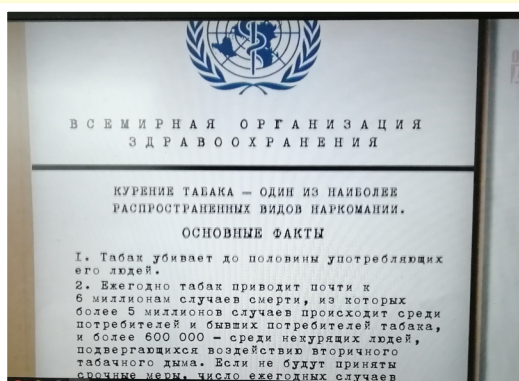 ВСЕМИРНАЯ ОРГАНИЗАЦИЯ
ЗДРАВООХРАНЕНИЯ
КУРЕНИЕ ТАБАКА — ОДИН ИЗ НАИБОЛЕЕ
РАСПРОСТРАНЕННЫХ ВИДОВ НАРКОМАНИИ.
ОСНОВНЫЕ ФАКТЫ
I. Табак убивает до половины употребляющих
его людей.
2. Ежегодно табак приводит почти к
6 миллионам случаев смерти, из которых
более 5 миллионов случаев происходит среди
потребителей и бывших потребителей табака,
и более 600 000 — среди некурящих людей,
подвергающихся воздействию вторичного
табачного дыма. Если не будут приняты
срочные меры, число ежегодных случаев